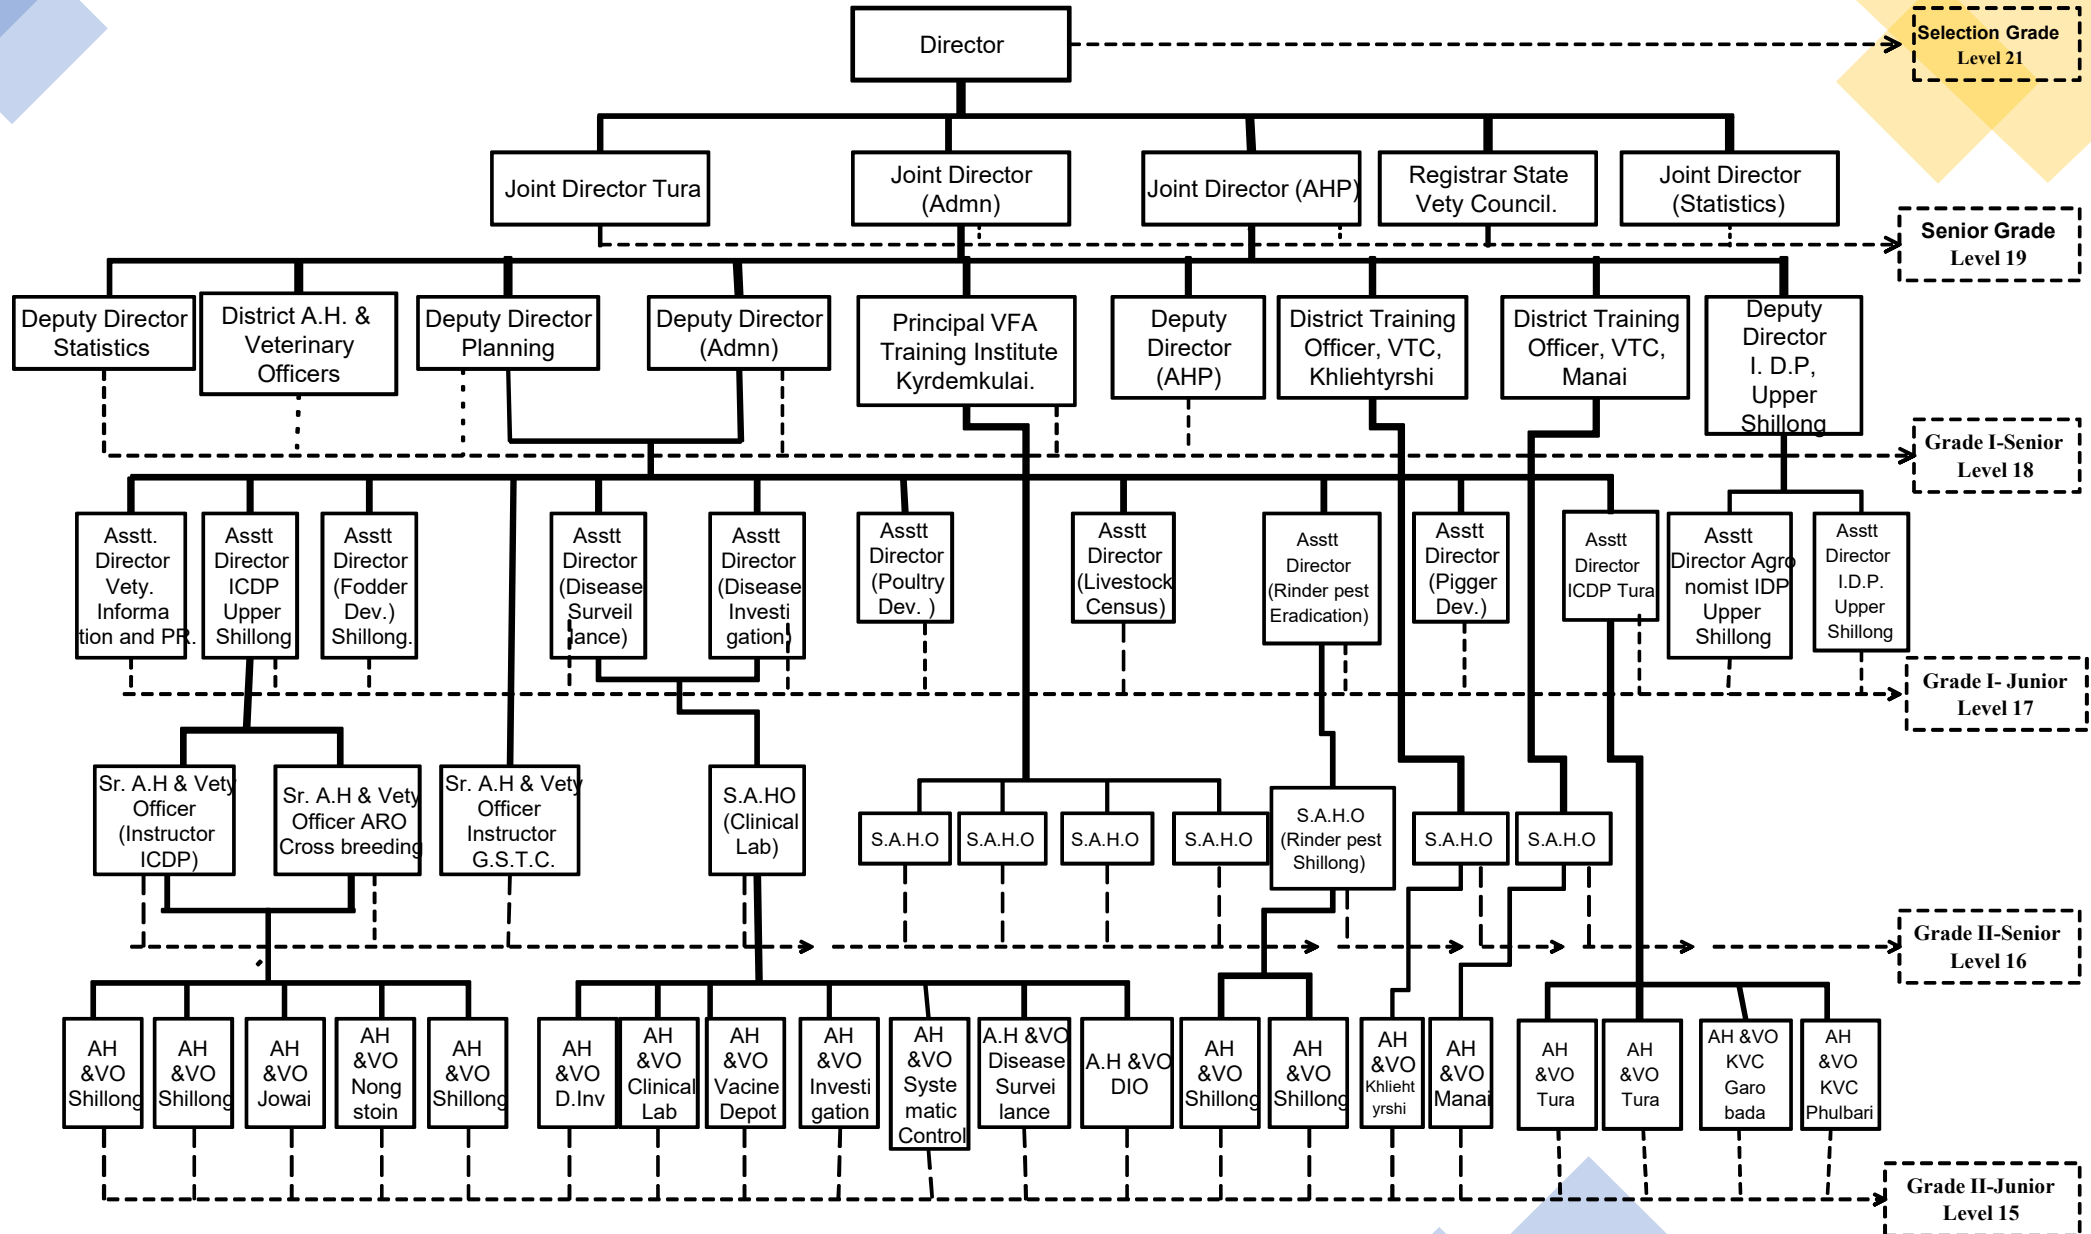 Director
Selection Grade
Level 21
Joint Director Tura
Joint Director
(Admn)
Joint Director (AHP)
Registrar State
Vety Council.
Joint Director
(Statistics)
Senior Grade
Level 19
Deputy Director
Statistics
District A.H. &
Veterinary
Officers
Deputy Director
Planning
Deputy Director
(Admn)
Principal VFA
Training Institute
Kyrdemkulai.
Deputy
Director
(AHP)
District Training
Officer, VTC,
Khliehtyrshi
District Training
Officer, VTC,
Manai
Deputy
Director
I. D.P,
Upper
Shillong
Grade I-Senior
Level 18
Asstt.
Director
Vety.
Informa
tion and PR.
Asstt
Director
ICDP
Upper
Shillong
Asstt
Director
(Fodder
Dev.)
Shillong.
Asstt
Director
(Disease
Surveil
lance)
Asstt
Director
(Disease
Investi
gation)
Asstt
Director
(Poultry
Dev. )
Asstt
Director
(Livestock
Census)
Asstt
Director
(Rinder pest
Eradication)
Asstt
Director
(Pigger
Dev.)
Asstt
Director
ICDP Tura
Asstt
Director Agro
nomist IDP
Upper
Shillong
Asstt
Director
I.D.P.
Upper
Shillong
Grade I- Junior
Level 17
Sr. A.H & Vety
Officer
(Instructor
ICDP)
Sr. A.H & Vety
Officer ARO
Cross breeding
Sr. A.H & Vety
Officer
Instructor
G.S.T.C.
S.A.HO
(Clinical
Lab)
S.A.H.O
S.A.H.O
S.A.H.O
S.A.H.O
S.A.H.O
(Rinder pest
Shillong)
S.A.H.O
S.A.H.O
Grade II-Senior
Level 16
AH
&VO
Shillong
AH
&VO
Shillong
AH
&VO
Jowai
AH
&VO
Nong
stoin
AH
&VO
Shillong
AH
&VO
D.Inv
AH
&VO
Clinical
Lab
AH
&VO
Vacine
Depot
AH
&VO
Investi
gation
AH
&VO
Syste
matic
Control
A.H &VO
Disease
Survei
lance
A.H &VO
DIO
AH
&VO
Shillong
AH
&VO
Shillong
AH
&VO
Khlieht
yrshi
AH
&VO
Manai
AH
&VO
Tura
AH
&VO
Tura
AH &VO
KVC
Garo
bada
AH
&VO
KVC
Phulbari
Grade II-Junior
Level 15